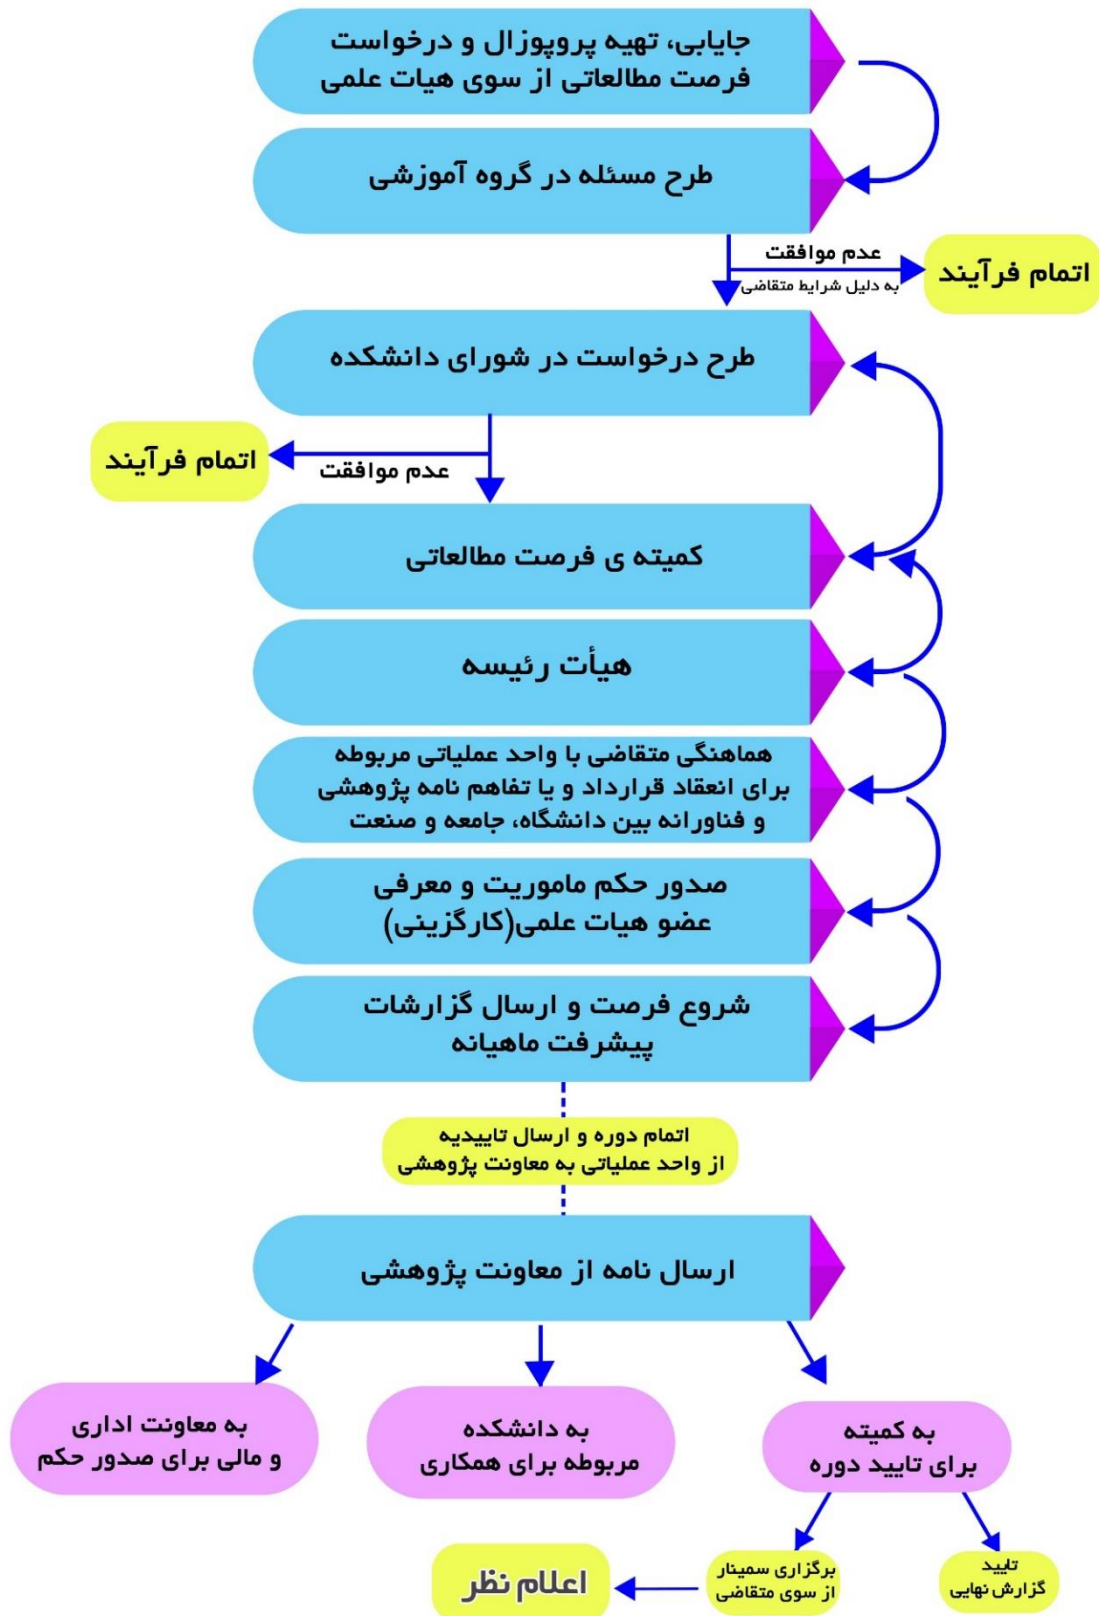 جایابی، تهیه پروپوزال و درخواست
فرصت مطالعاتی از سوی هیات علمی
طرح مسئله در گروه آموزشی
عدم موافقت
به دلیل شرایط متقاضی
اتمام فرآیند
طرح درخواست در شورای دانشکده
عدم موافقت
اتمام فرآیند
کمیته ی فرصت مطالعاتی
هیأت رئیسه
هماهنگی متقاضی با واحد عملیاتی مربوطه
برای انعقاد قرارداد و یا تفاهم نامه پژوهشی
و فناورانه بین دانشگاه، جامعه و صنعت
صدور حکم ماموریت و معرفی
عضو هیات علمی(کارگزینی)
شروع فرصت و ارسال گزارشات
پیشرفت ماهیانه
اتمام دوره و ارسال تاییدیه
از واحد عملیاتی به معاونت پژوهشی
ارسال نامه از معاونت پژوهشی
به کمیته
برای تایید دوره
به دانشکده
مربوطه برای همکاری
به معاونت اداری
و مالی برای صدور حکم
تایید
گزارش نهایی
برگزاری سمینار
از سوی متقاضی
اعلام نظر